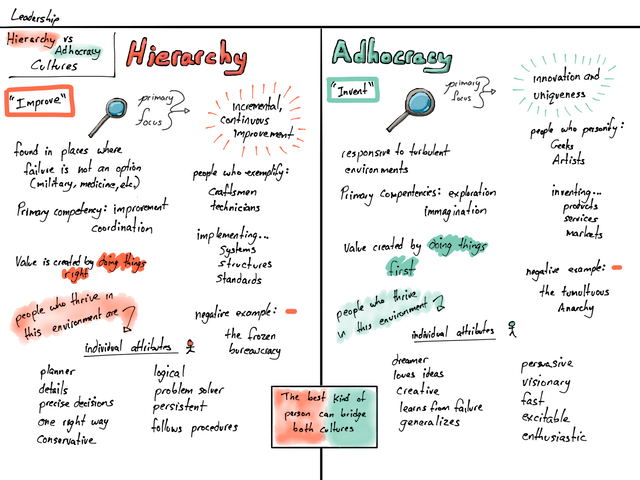 Leadership
Hierarchy vs
Adhocracy
Cultures
Hierarchy
"Improve"
primary
focus
incremental,
continuous
improvement
found in places where
failure is not an option
(military, medicine, etc.)
Primary competency: improvement
coordination
Value is created by doing things
right
people who thrive in
this environment are
people who exemplify:
Craftsmen
technicians
implementing...
Systems
structures
standards
negative example:
the frozen
bureaucracy
individual attributes
planner
details
precise decisions
one right way
conservative
logical
problem solver
persistent
follows procedures
The best kind of
person can bridge
both cultures
Adhocracy
"Invent"
primary
focus
innovation and
uniqueness
responsive to turbulent
environments
Primary Competencies: exploration
immagination
Value created by doing things
first
people who thrive
in this environment
people who personify:
Geeks
Artists
inventing...
products
services
markets
negative example:
the tumoltuous
Anarchy
individual attributes
dreamer
loves ideas
creative
learns from failure
generalizes
persuasive
visionary
fast
excitable
enthusiastic